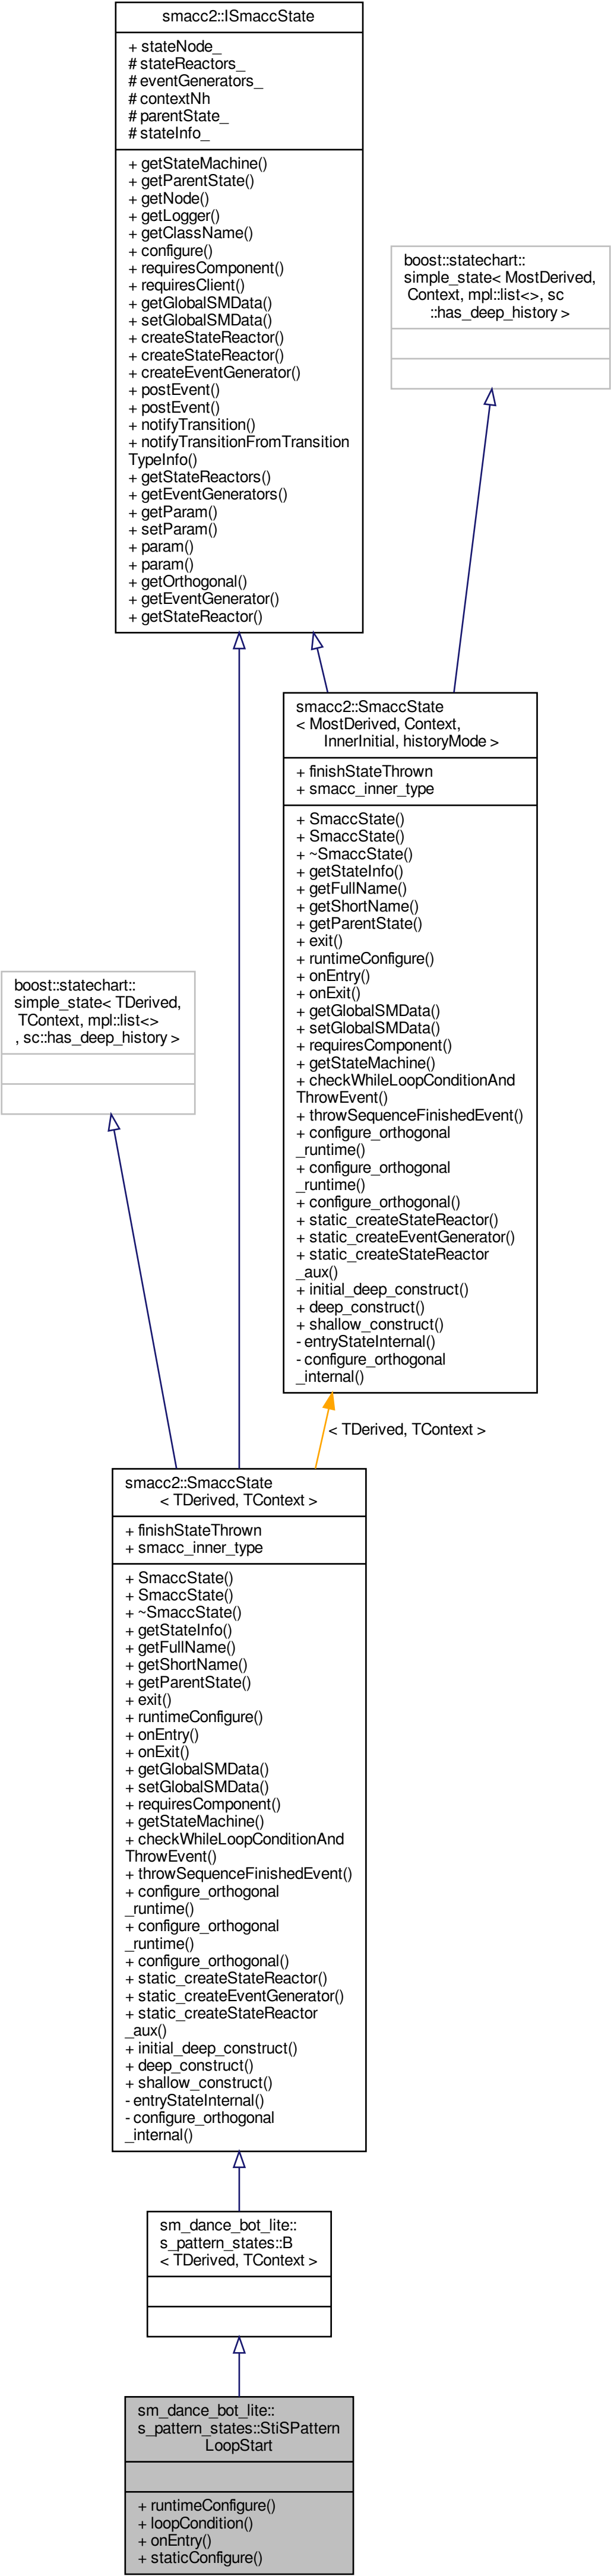 smacc2::ISmaccState
+ stateNode_
# stateReactors_
# eventGenerators_
# contextNh
# parentState_
# stateInfo_
+ getStateMachine()
+ getParentState()
+ getNode()
+ getLogger()
+ getClassName()
+ configure()
+ requiresComponent()
+ requiresClient()
+ getGlobalSMData()
+ setGlobalSMData()
+ createStateReactor()
+ createStateReactor()
+ createEventGenerator()
+ postEvent()
+ postEvent()
+ notifyTransition()
+ notifyTransitionFromTransition
TypeInfo()
+ getStateReactors()
+ getEventGenerators()
+ getParam()
+ setParam()
+ param()
+ param()
+ getOrthogonal()
+ getEventGenerator()
+ getStateReactor()
boost::statechart::
simple_state< MostDerived,
Context, mpl::list<>, sc
::has_deep_history >
smacc2::SmaccState
< MostDerived, Context,
InnerInitial, historyMode >
+ finishStateThrown
+ smacc_inner_type
+ SmaccState()
+ SmaccState()
+ ~SmaccState()
+ getStateInfo()
+ getFullName()
+ getShortName()
+ getParentState()
+ exit()
+ runtimeConfigure()
+ onEntry()
+ onExit()
+ getGlobalSMData()
+ setGlobalSMData()
+ requiresComponent()
+ getStateMachine()
+ checkWhileLoopConditionAnd
ThrowEvent()
+ throwSequenceFinishedEvent()
+ configure_orthogonal
_runtime()
+ configure_orthogonal
_runtime()
+ configure_orthogonal()
+ static_createStateReactor()
+ static_createEventGenerator()
+ static_createStateReactor
_aux()
+ initial_deep_construct()
+ deep_construct()
+ shallow_construct()
- entryStateInternal()
- configure_orthogonal
_internal()
boost::statechart::
simple_state< TDerived,
TContext, mpl::list<>
, sc::has_deep_history >
< TDerived, TContext >
smacc2::SmaccState
< TDerived, TContext >
+ finishStateThrown
+ smacc_inner_type
+ SmaccState()
+ SmaccState()
+ ~SmaccState()
+ getStateInfo()
+ getFullName()
+ getShortName()
+ getParentState()
+ exit()
+ runtimeConfigure()
+ onEntry()
+ onExit()
+ getGlobalSMData()
+ setGlobalSMData()
+ requiresComponent()
+ getStateMachine()
+ checkWhileLoopConditionAnd
ThrowEvent()
+ throwSequenceFinishedEvent()
+ configure_orthogonal
_runtime()
+ configure_orthogonal
_runtime()
+ configure_orthogonal()
+ static_createStateReactor()
+ static_createEventGenerator()
+ static_createStateReactor
_aux()
+ initial_deep_construct()
+ deep_construct()
+ shallow_construct()
- entryStateInternal()
- configure_orthogonal
_internal()
sm_dance_bot_lite::
s_pattern_states::B
< TDerived, TContext >
sm_dance_bot_lite::
s_pattern_states::StiSPattern
LoopStart
+ runtimeConfigure()
+ loopCondition()
+ onEntry()
+ staticConfigure()